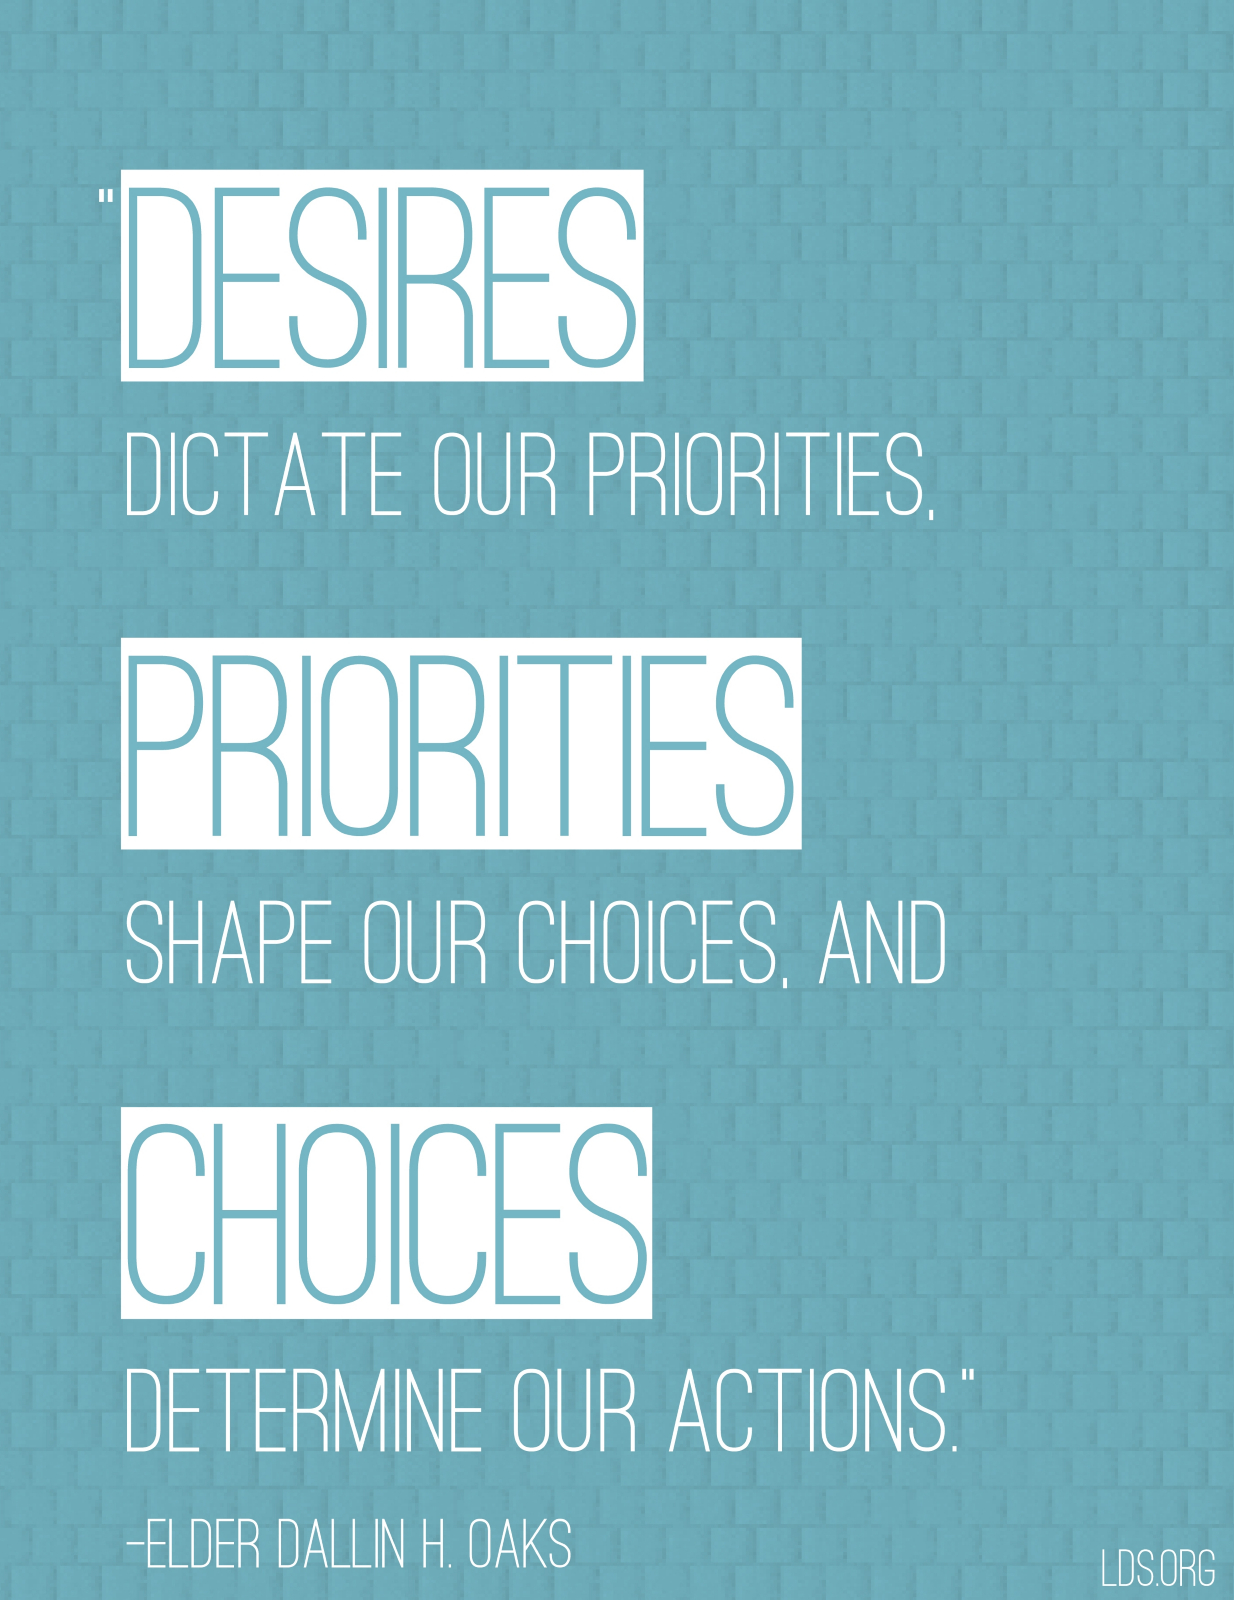 "DESIRES
DICTATE OUR PRIORITIES,
PRIORITIES
SHAPE OUR CHOICES, AND
CHOICES
DETERMINE OUR ACTIONS."
-ELDER DALLIN H. OAKS
LDS.ORG